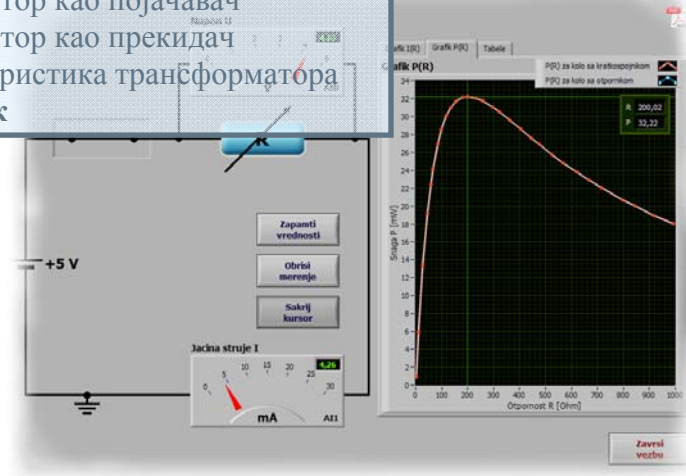 тор као појачавач
тор као прекидач
ристика трансформатора
к
Napon U
V
R
+5 V
Zapamti
vrednosti
Obrisi
merenje
Sakrij
kursor
Jacina struje I
4,26
0 5 10 15 20 25 30
mA
AI1
Grafik P(R)
Tabele
afik P(R)
P(R) za kolo sa kratkospojnikom
P(R) za kolo sa otpornikom
R 200,02
P 32,22
34
30
28
26
24
22
20
18
16
14
12
10
8
6
4
2
0
Snaga P [mW]
0 100 200 300 400 500 600 700 800 900 1000
Otpornost R [Ohm]
Zavrsi
vezbu